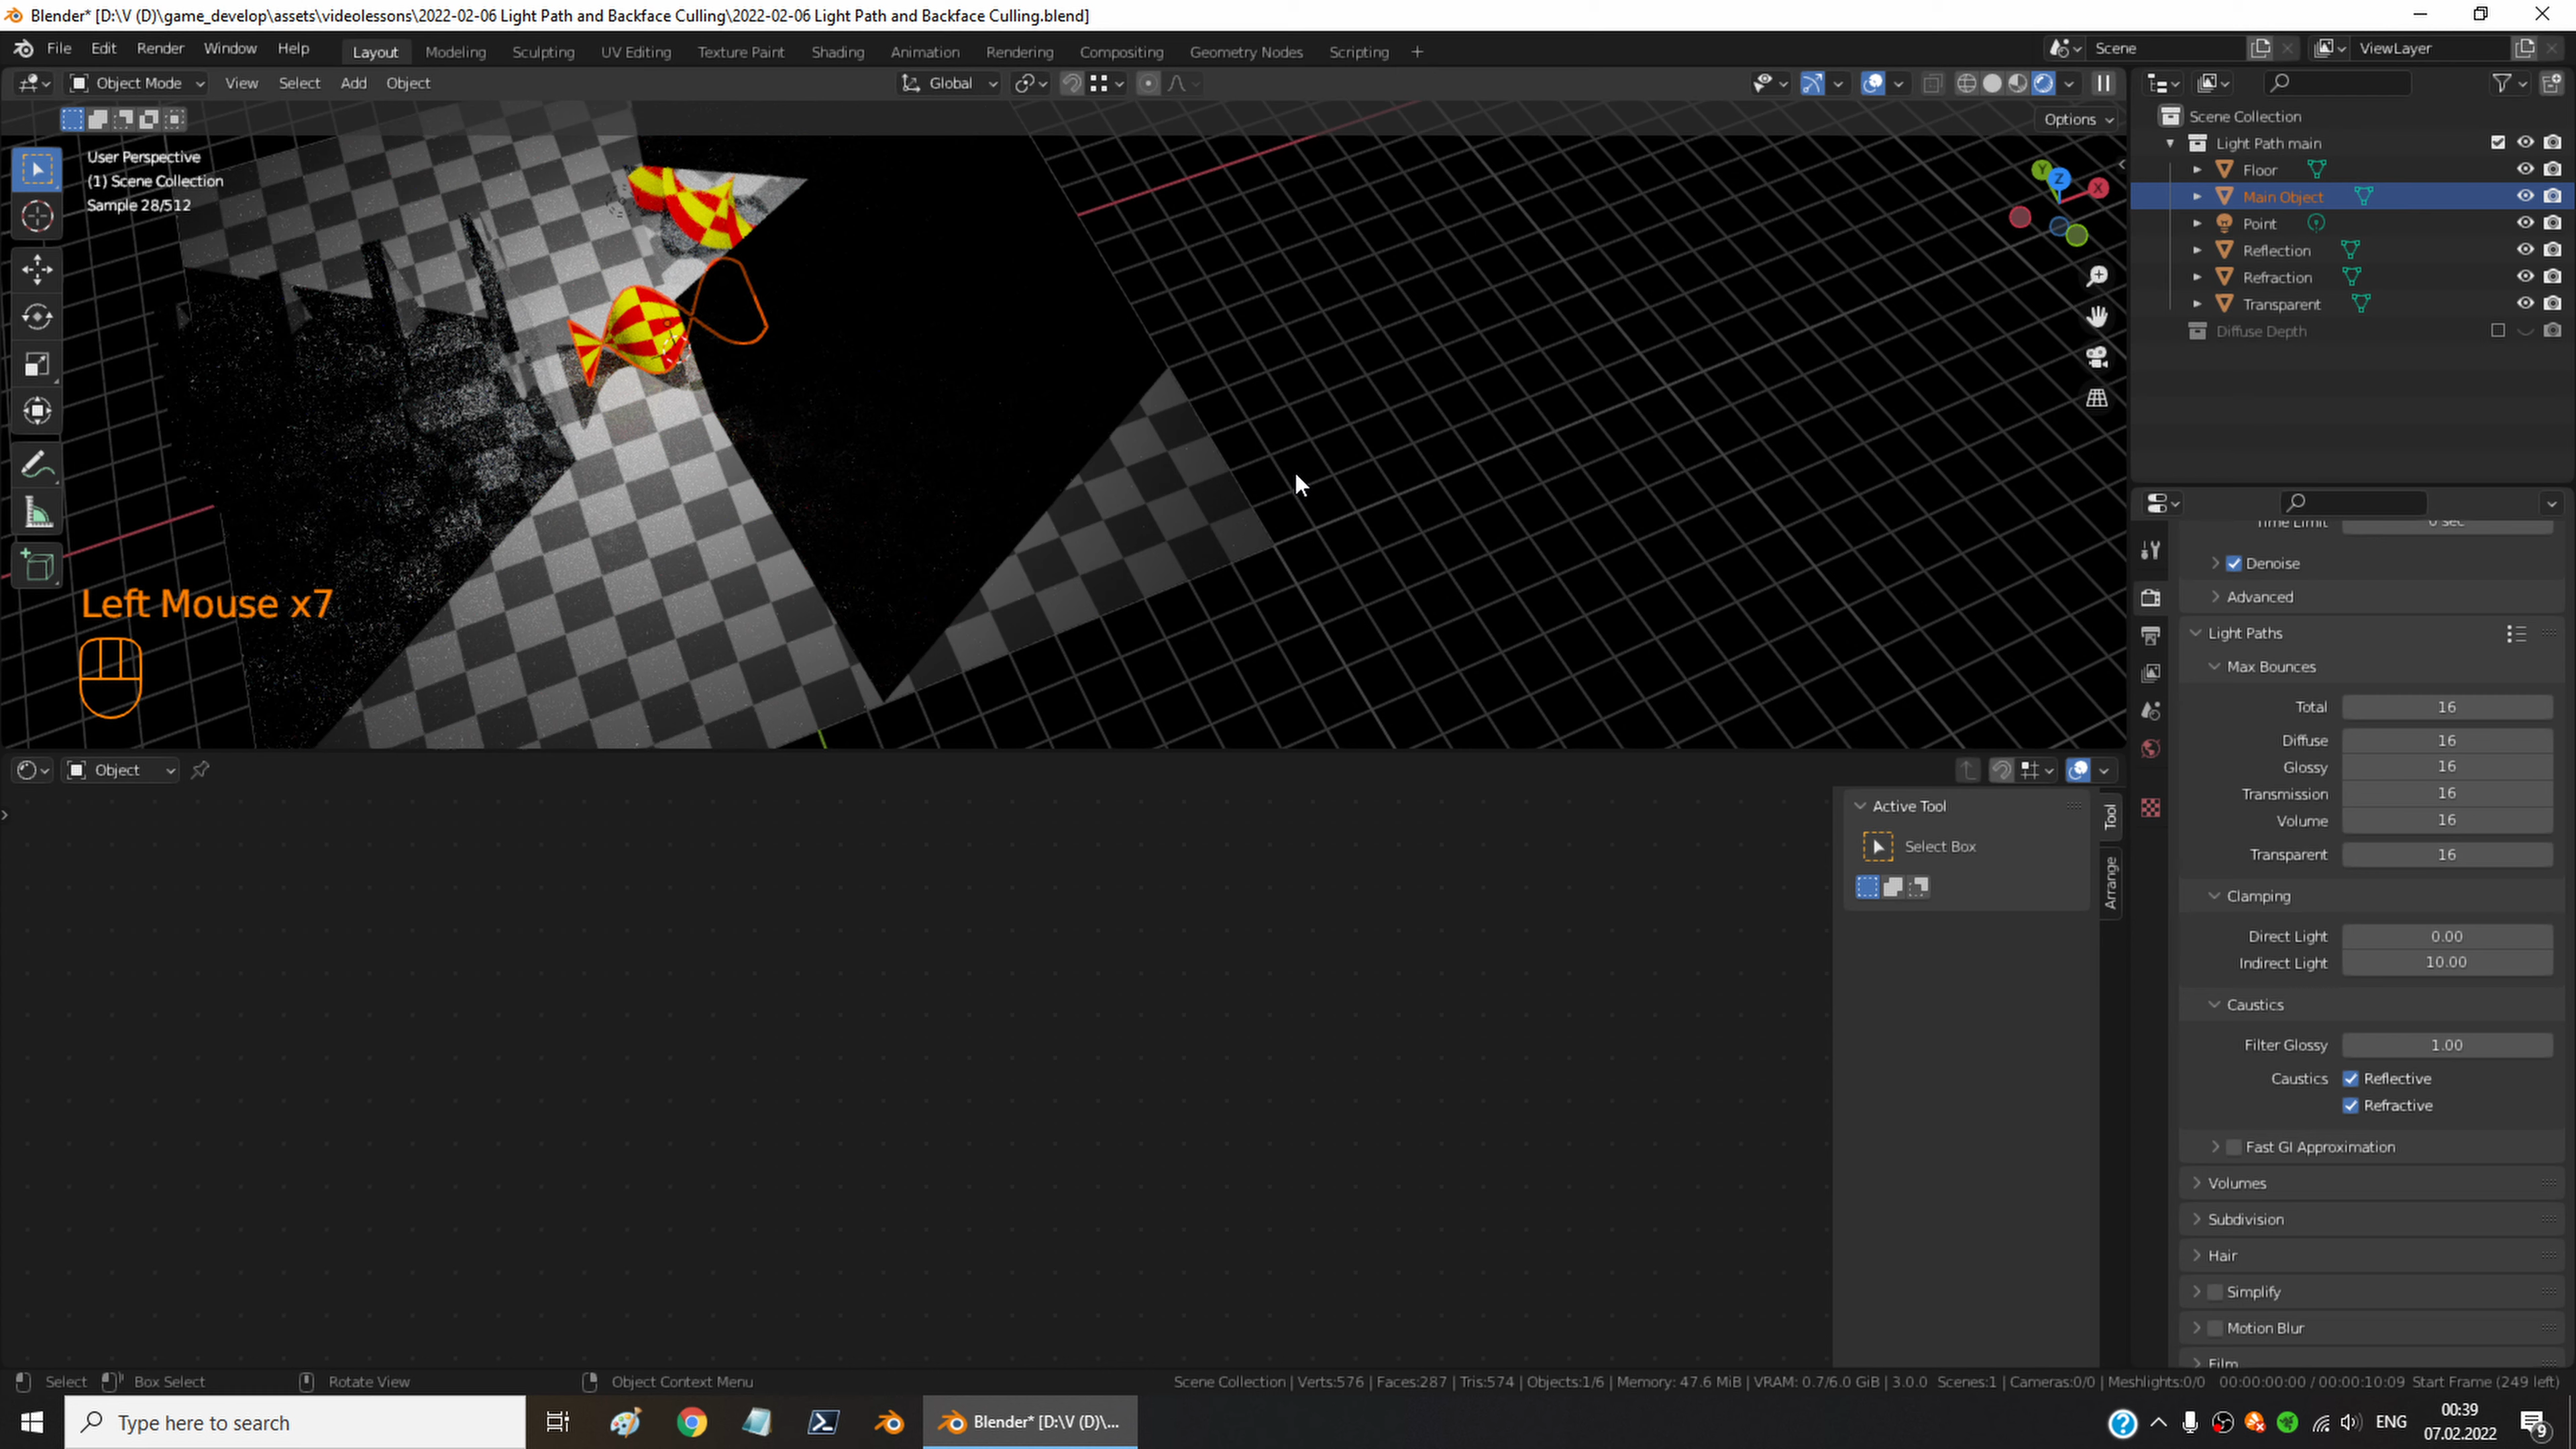 Blender* [D:\V (D)\game_develop\assets\videolessons\2022-02-06 Light Path and Backface Culling\2022-02-06 Light Path and Backface Culling.blend]
File Edit Render Window Help Layout Modeling Sculpting UV Editing Texture Paint Shading Animation Rendering Compositing Geometry Nodes Scripting + Scene ViewLayer
Object Mode View Select Add Object Global
Options
User Perspective
(1) Scene Collection
Sample 28/512
Y
Z
X
Left Mouse x7
Scene Collection
Light Path main
Floor
Main Object
Point
Reflection
Refraction
Transparent
Diffuse Depth
Time Limit 0 sec
Denoise
Advanced
Light Paths
Max Bounces
Total 16
Diffuse 16
Glossy 16
Transmission 16
Volume 16
Transparent 16
Clamping
Direct Light 0.00
Indirect Light 10.00
Caustics
Filter Glossy 1.00
Caustics Reflective
Refractive
Fast GI Approximation
Volumes
Subdivision
Hair
Simplify
Motion Blur
Film
Object
Active Tool
Select Box
Tool
Arrange
Select Box Select Rotate View Object Context Menu Scene Collection | Verts:576 | Faces:287 | Tris:574 | Objects:1/6 | Memory: 47.6 MiB | VRAM: 0.7/6.0 GiB | 3.0.0 Scenes:1 | Cameras:0/0 | Meshlights:0/0 00:00:00:00 / 00:00:10:09 Start Frame (249 left)
Type here to search
Blender* [D:\V (D)\...
ENG
00:39
07.02.2022
9